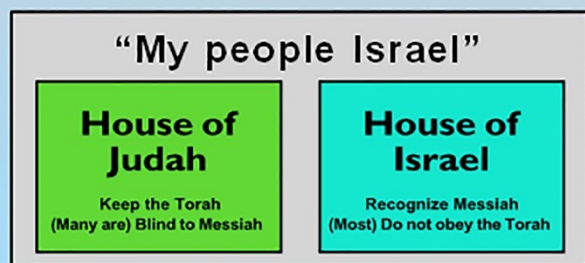 “My people Israel”
House of
Judah
Keep the Torah
(Many are) Blind to Messiah
House of
Israel
Recognize Messiah
(Most) Do not obey the Torah